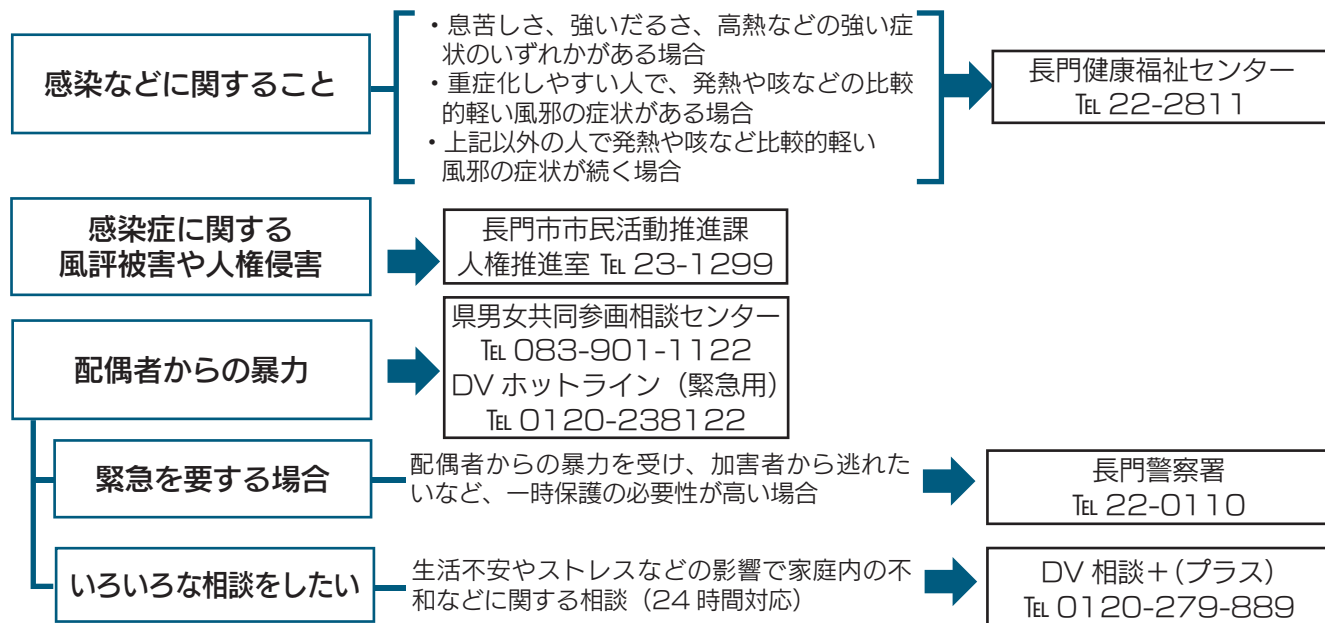 感染などに関すること
・息苦しさ、強いだるさ、高熱などの強い症
状のいずれかがある場合
・重症化しやすい人で、発熱や咳などの比較
的軽い風邪の症状がある場合
・上記以外の人で発熱や咳など比較的軽い
風邪の症状が続く場合
長門健康福祉センター
℡ 22-2811
感染症に関する
風評被害や人権侵害
長門市市民活動推進課
人権推進室 ℡ 23-1299
配偶者からの暴力
県男女共同参画相談センター
℡ 083-901-1122
DV ホットライン（緊急用）
℡ 0120-238122
緊急を要する場合
配偶者からの暴力を受け、加害者から逃れた
いなど、一時保護の必要性が高い場合
長門警察署
℡ 22-0110
いろいろな相談をしたい
生活不安やストレスなどの影響で家庭内の不
和などに関する相談（24 時間対応）
DV 相談＋（プラス）
℡ 0120-279-889